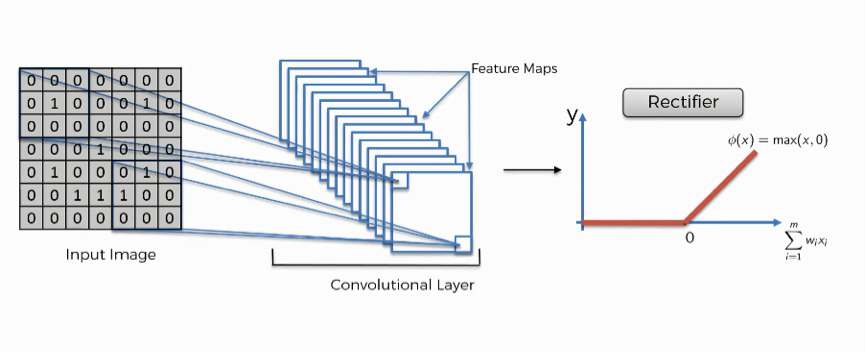 0 0 0 0 0 0 0
0 1 0 0 0 1 0
0 0 0 0 0 0 0
0 0 0 1 0 0 0
0 1 0 0 0 1 0
0 0 1 1 1 0 0
0 0 0 0 0 0 0
Input Image
Feature Maps
Convolutional Layer
Rectifier
y
ϕ(x) = max(x, 0)
0
m
∑ wᵢxᵢ
i=1